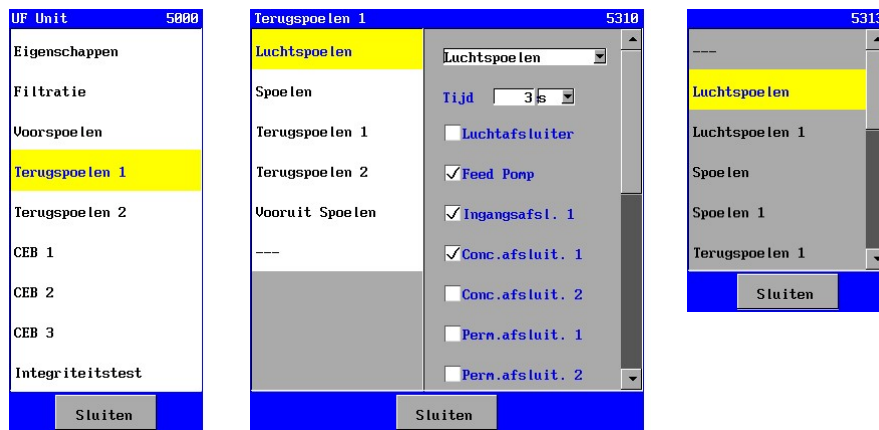 UF Unit 5000
Eigenschappen
Filtratie
Voorspoelen
Terugspoelen 1
Terugspoelen 2
CEB 1
CEB 2
CEB 3
Integriteitstest
Sluiten
Terugspoelen 1 5310
Luchtspoelen
Spoelen
Terugspoelen 1
Terugspoelen 2
Vooruit Spoelen
---
Luchtspoelen
Tijd 3 s
Luchtafsluiter
Feed Pomp
Ingangsafsl. 1
Conc.afsluit. 1
Conc.afsluit. 2
Perm.afsluit. 1
Perm.afsluit. 2
Sluiten
5313
---
Luchtspoelen
Luchtspoelen 1
Spoelen
Spoelen 1
Terugspoelen 1
Sluiten